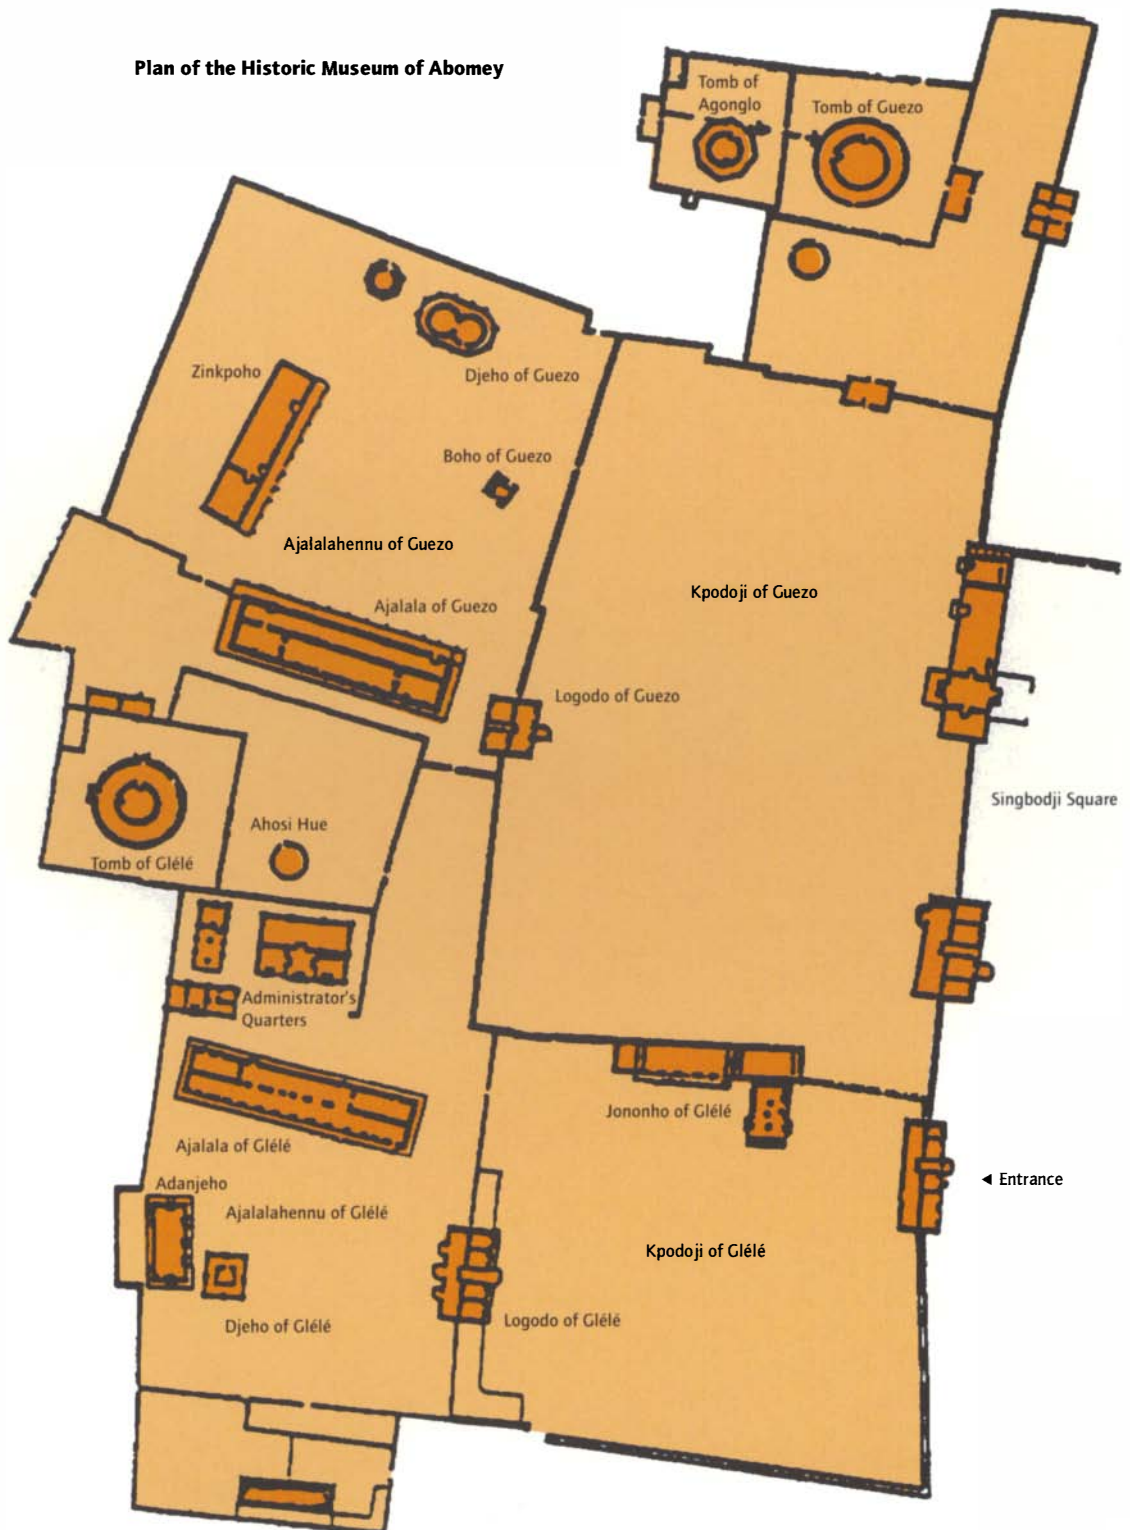 Plan of the Historic Museum of Abomey
Tomb of
Agonglo
Tomb of Guezo
Zinkpoho
Djeho of Guezo
Boho of Guezo
Ajalalahennu of Guezo
Ajalala of Guezo
Kpodoji of Guezo
Logodo of Guezo
Singbodji Square
Ahosi Hue
Tomb of Glélé
Administrator's
Quarters
Jononho of Glélé
Ajalala of Glélé
Adanjeho
Ajalalahennu of Glélé
◄ Entrance
Kpodoji of Glélé
Djeho of Glélé
Logodo of Glélé